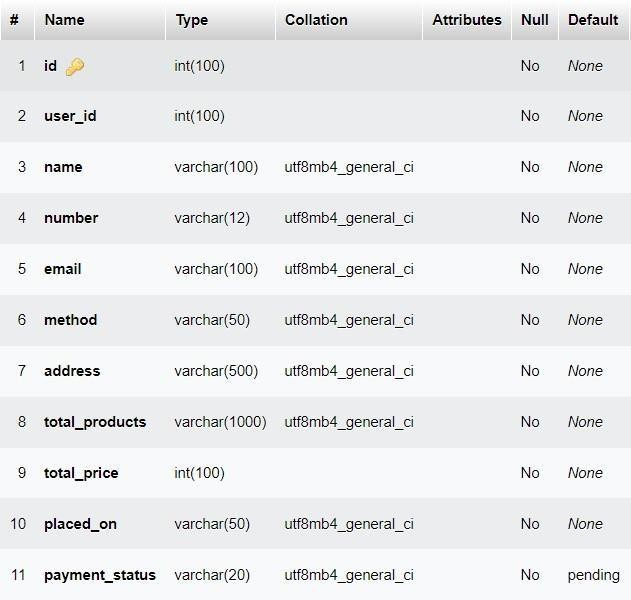 # Name Type Collation Attributes Null Default
1 id int(100) No None
2 user_id int(100) No None
3 name varchar(100) utf8mb4_general_ci No None
4 number varchar(12) utf8mb4_general_ci No None
5 email varchar(100) utf8mb4_general_ci No None
6 method varchar(50) utf8mb4_general_ci No None
7 address varchar(500) utf8mb4_general_ci No None
8 total_products varchar(1000) utf8mb4_general_ci No None
9 total_price int(100) No None
10 placed_on varchar(50) utf8mb4_general_ci No None
11 payment_status varchar(20) utf8mb4_general_ci No pending